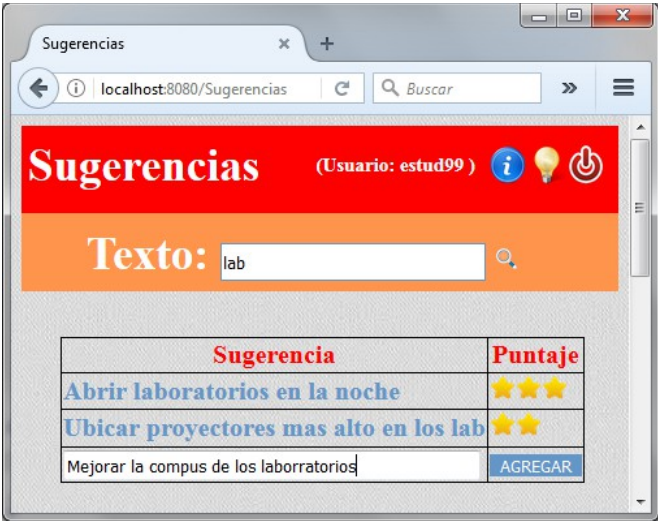 Sugerencias
localhost:8080/Sugerencias
Buscar
Sugerencias (Usuario: estud99 )
Texto: lab
Sugerencia Puntaje
Abrir laboratorios en la noche
Ubicar proyectores mas alto en los lab
Mejorar la compus de los laborratorios AGREGAR